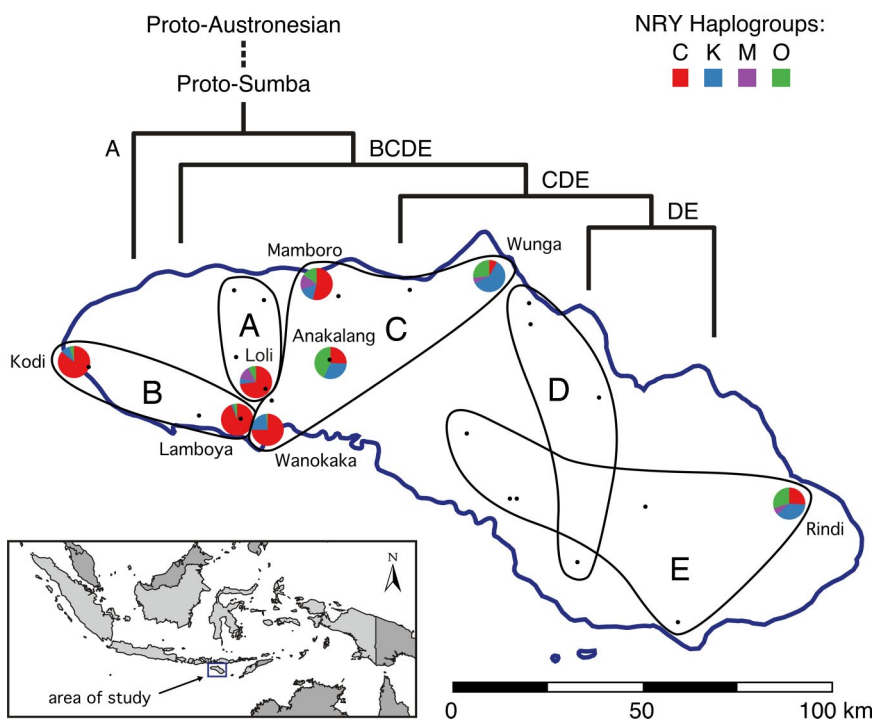 Proto-Austronesian
Proto-Sumba
NRY Haplogroups:
C K M O
A
BCDE
CDE
DE
Mamboro
Wunga
A
C
Anakalang
Loli
Kodi
B
D
Lamboya
Wanokaka
E
Rindi
N
area of study
0 50 100 km